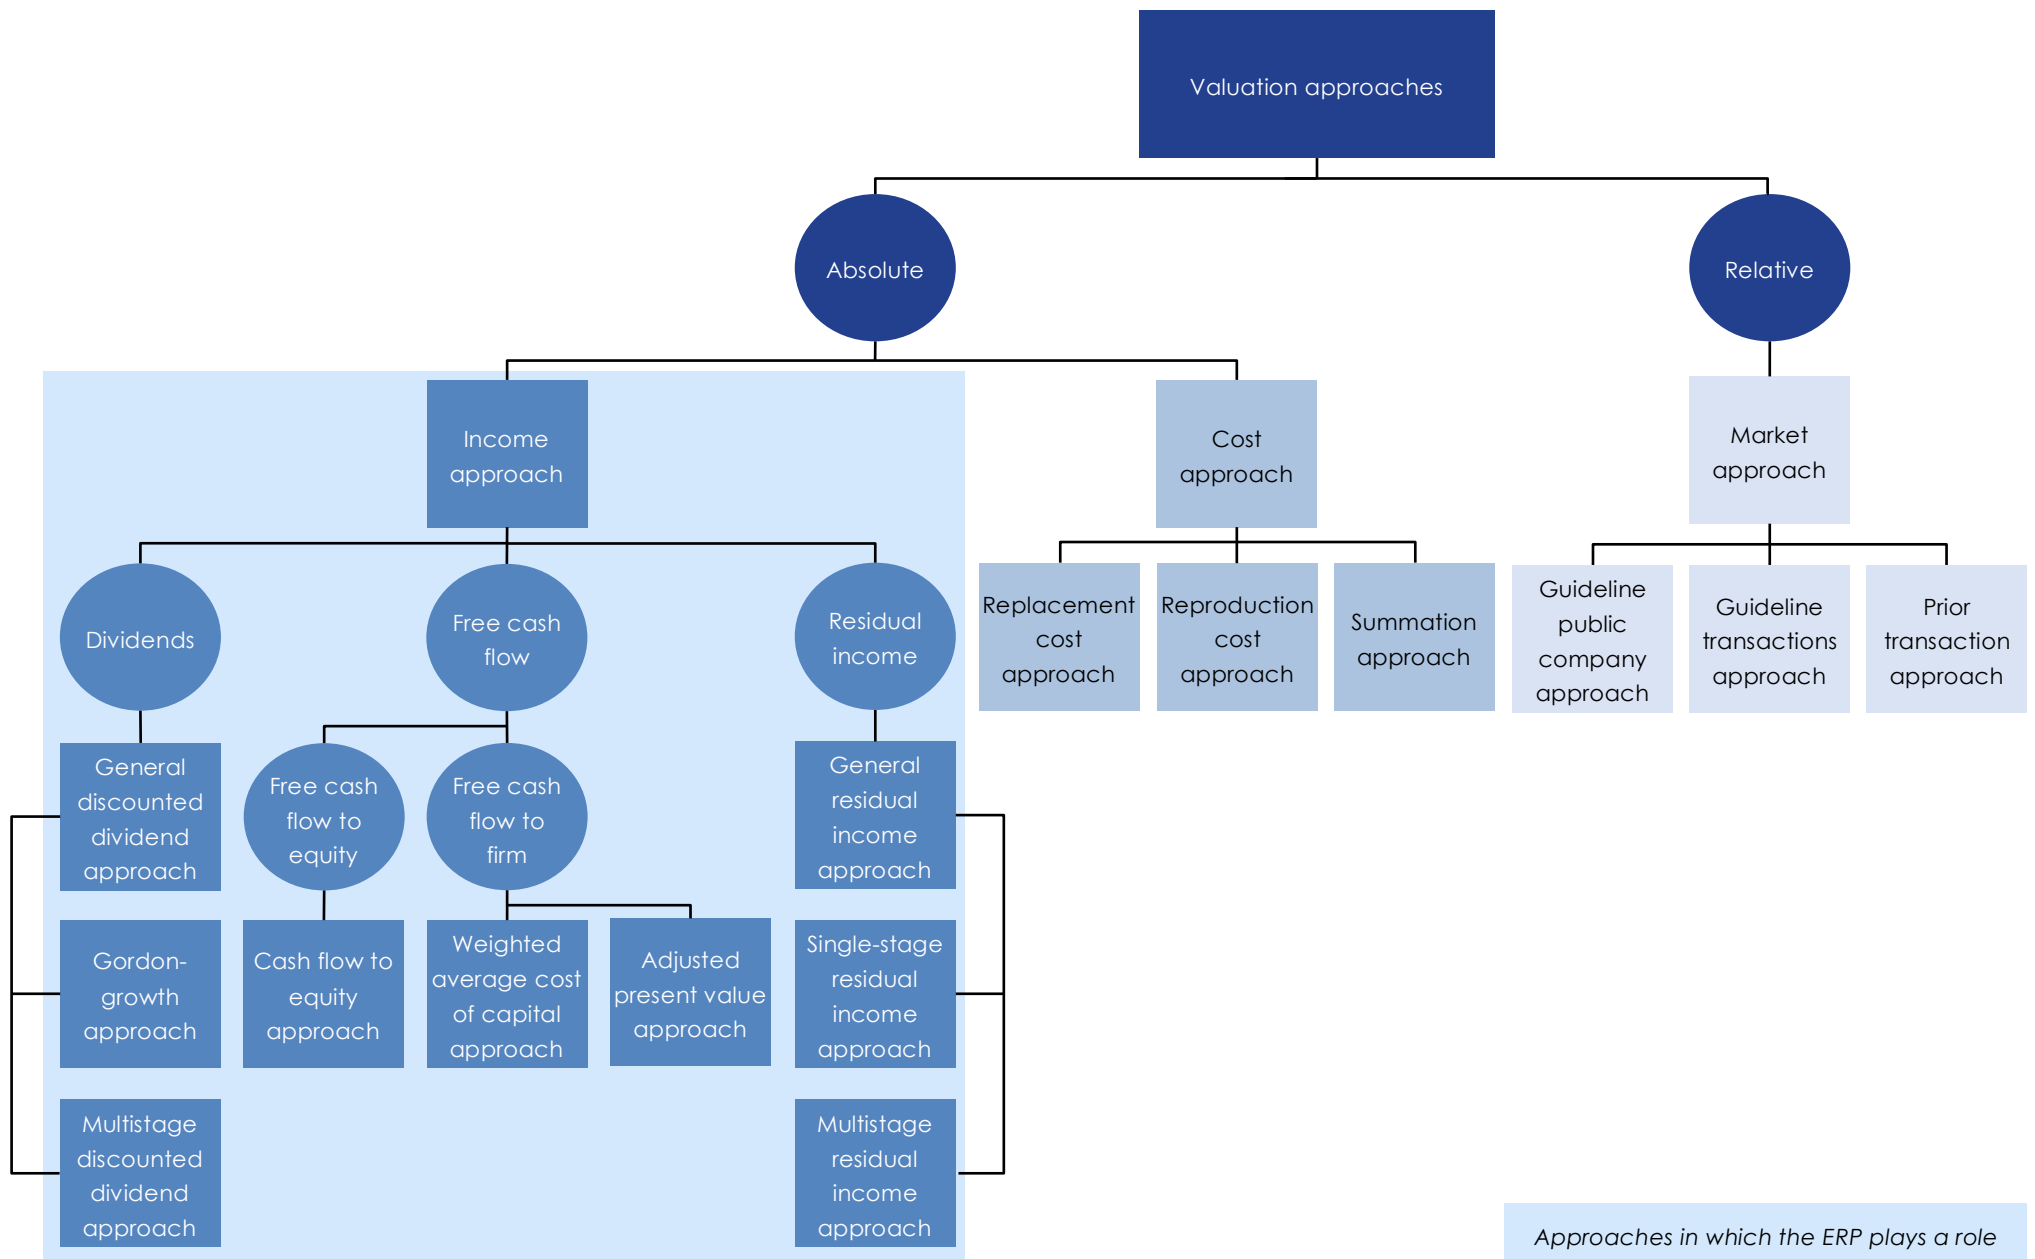 Valuation approaches
Absolute
Relative
Income
approach
Cost
approach
Market
approach
Dividends
Free cash
flow
Residual
income
Replacement
cost
approach
Reproduction
cost
approach
Summation
approach
Guideline
public
company
approach
Guideline
transactions
approach
Prior
transaction
approach
General
discounted
dividend
approach
Free cash
flow to
equity
Free cash
flow to
firm
General
residual
income
approach
Gordon-
growth
approach
Cash flow to
equity
approach
Weighted
average cost
of capital
approach
Adjusted
present value
approach
Single-stage
residual
income
approach
Multistage
discounted
dividend
approach
Multistage
residual
income
approach
Approaches in which the ERP plays a role